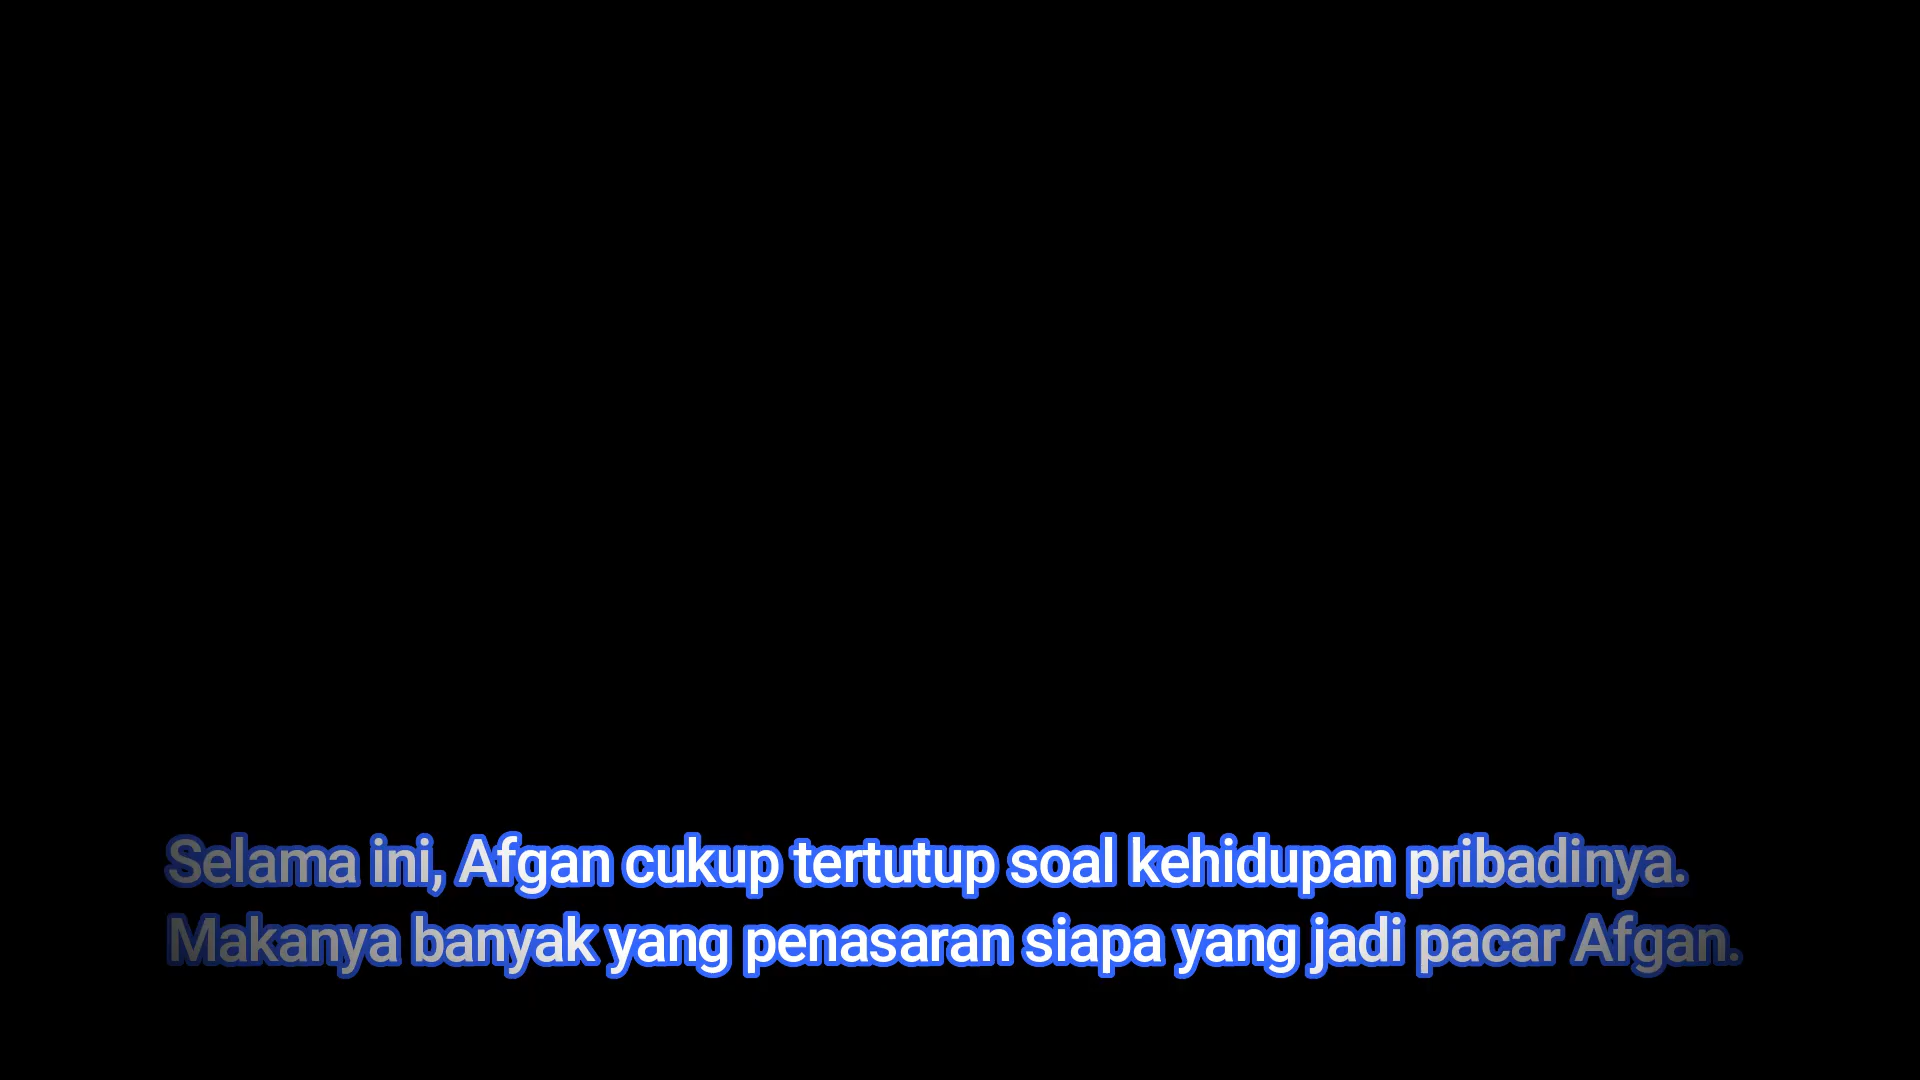 Selama ini, Afgan cukup tertutup soal kehidupan pribadinya.
Makanya banyak yang penasaran siapa yang jadi pacar Afgan.